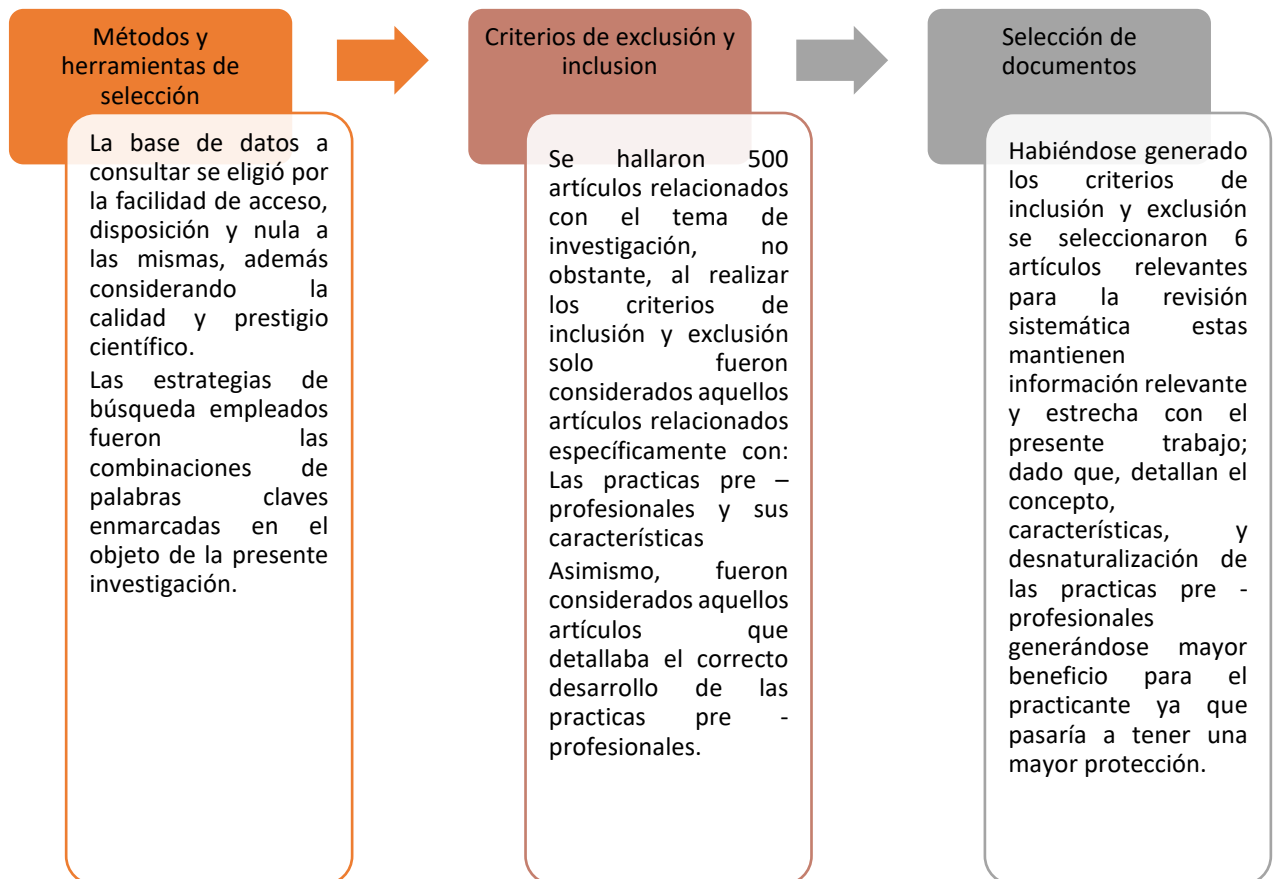 Métodos y
herramientas de
selección
La base de datos a
consultar se eligió por
la facilidad de acceso,
disposición y nula a
las mismas, además
considerando la
calidad y prestigio
científico.
Las estrategias de
búsqueda empleados
fueron las
combinaciones de
palabras claves
enmarcadas en el
objeto de la presente
investigación.
Criterios de exclusión y
inclusion
Se hallaron 500
artículos relacionados
con el tema de
investigación, no
obstante, al realizar
los criterios de
inclusión y exclusión
solo fueron
considerados aquellos
artículos relacionados
específicamente con:
Las practicas pre –
profesionales y sus
características
Asimismo, fueron
considerados aquellos
artículos que
detallaba el correcto
desarrollo de las
practicas pre -
profesionales.
Selección de
documentos
Habiéndose generado
los criterios de
inclusión y exclusión
se seleccionaron 6
artículos relevantes
para la revisión
sistemática estas
mantienen
información relevante
y estrecha con el
presente trabajo;
dado que, detallan el
concepto,
características, y
desnaturalización de
las practicas pre -
profesionales
generándose mayor
beneficio para el
practicante ya que
pasaría a tener una
mayor protección.